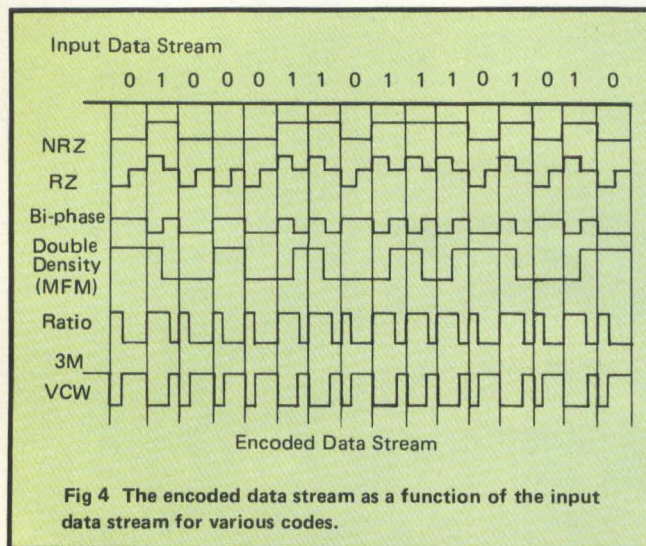 Input Data Stream
0 1 0 0 0 1 1 0 1 1 1 0 1 0 1 0
NRZ
RZ
Bi-phase
Double
Density
(MFM)
Ratio
3M
VCW
Encoded Data Stream
Fig 4 The encoded data stream as a function of the input
data stream for various codes.